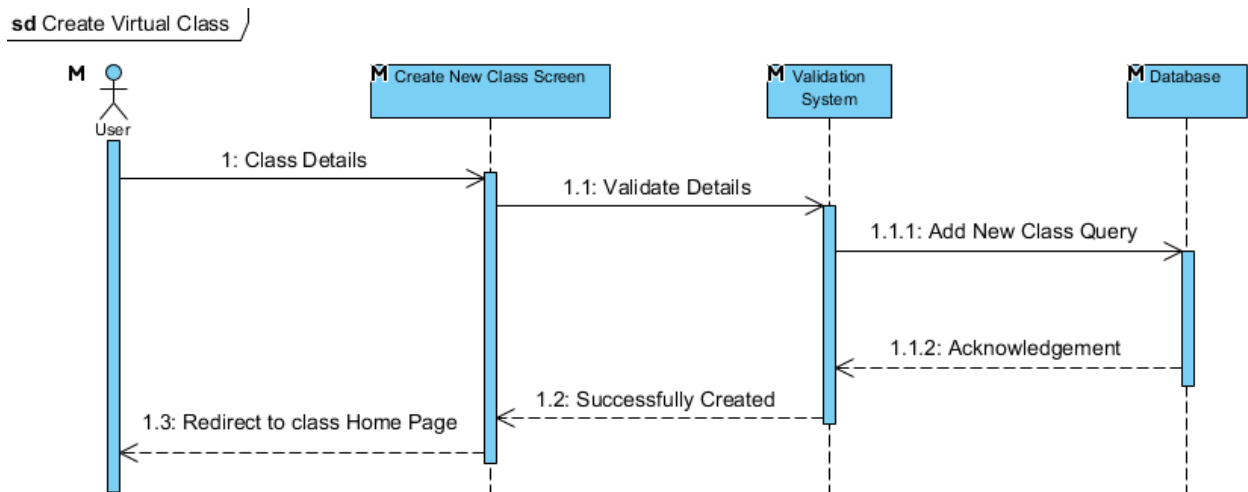 sd Create Virtual Class
M
User
M Create New Class Screen
M Validation
System
M Database
1: Class Details
1.1: Validate Details
1.1.1: Add New Class Query
1.1.2: Acknowledgement
1.2: Successfully Created
1.3: Redirect to class Home Page